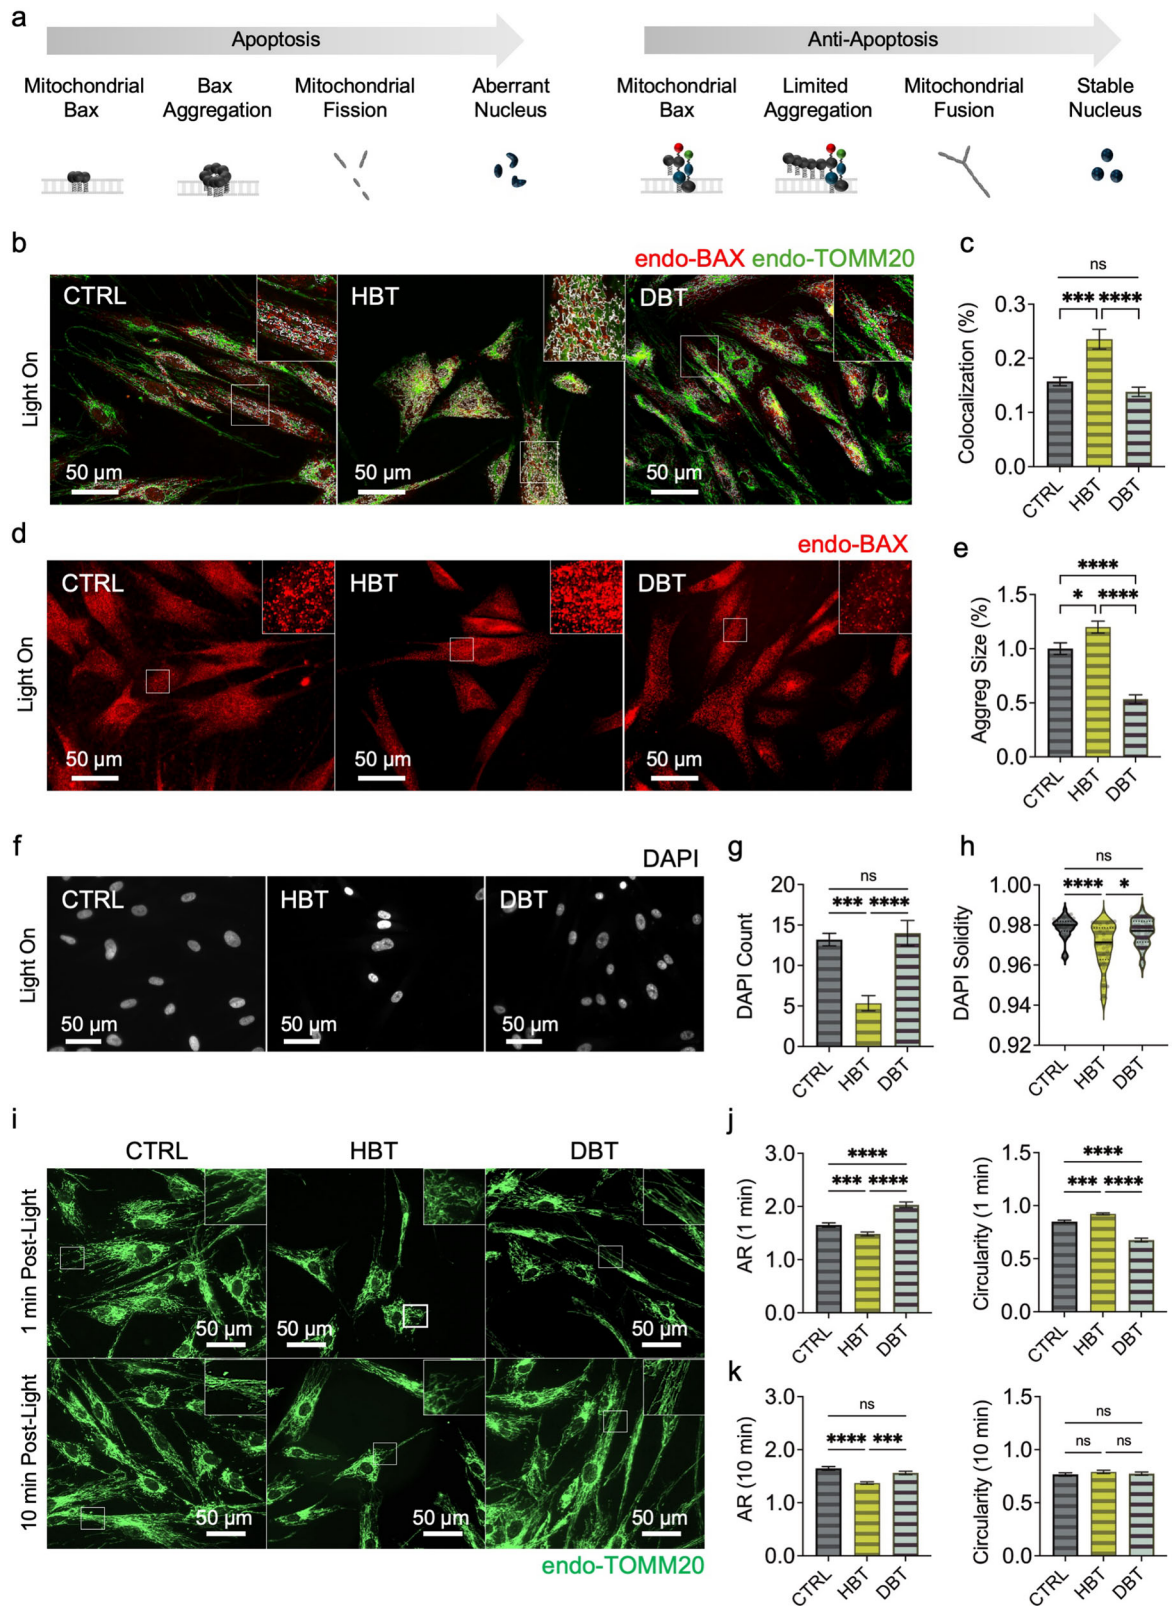 a
Apoptosis
Anti-Apoptosis
Mitochondrial
Bax
Bax
Aggregation
Mitochondrial
Fission
Aberrant
Nucleus
Mitochondrial
Bax
Limited
Aggregation
Mitochondrial
Fusion
Stable
Nucleus
b
endo-BAX endo-TOMM20
Light On
CTRL
HBT
DBT
50 µm
50 µm
50 µm
c
Colocalization (%)
0.3
0.2
0.1
0.0
ns
*** ****
CTRL
HBT
DBT
d
endo-BAX
Light On
CTRL
HBT
DBT
50 µm
50 µm
50 µm
e
Aggreg Size (%)
1.5
1.0
0.5
0.0
****
* ****
CTRL
HBT
DBT
f
DAPI
Light On
CTRL
HBT
DBT
50 µm
50 µm
50 µm
g
DAPI Count
20
15
10
5
0
ns
*** ****
CTRL
HBT
DBT
h
DAPI Solidity
1.00
0.98
0.96
0.94
0.92
ns
**** *
CTRL
HBT
DBT
i
CTRL
HBT
DBT
1 min Post-Light
50 µm
50 µm
50 µm
10 min Post-Light
50 µm
50 µm
50 µm
endo-TOMM20
j
AR (1 min)
3.0
2.0
1.0
0.0
****
*** ****
CTRL
HBT
DBT
Circularity (1 min)
1.5
1.0
0.5
0.0
****
*** ****
CTRL
HBT
DBT
k
AR (10 min)
3.0
2.0
1.0
0.0
ns
**** ***
CTRL
HBT
DBT
Circularity (10 min)
1.5
1.0
0.5
0.0
ns
ns ns
CTRL
HBT
DBT